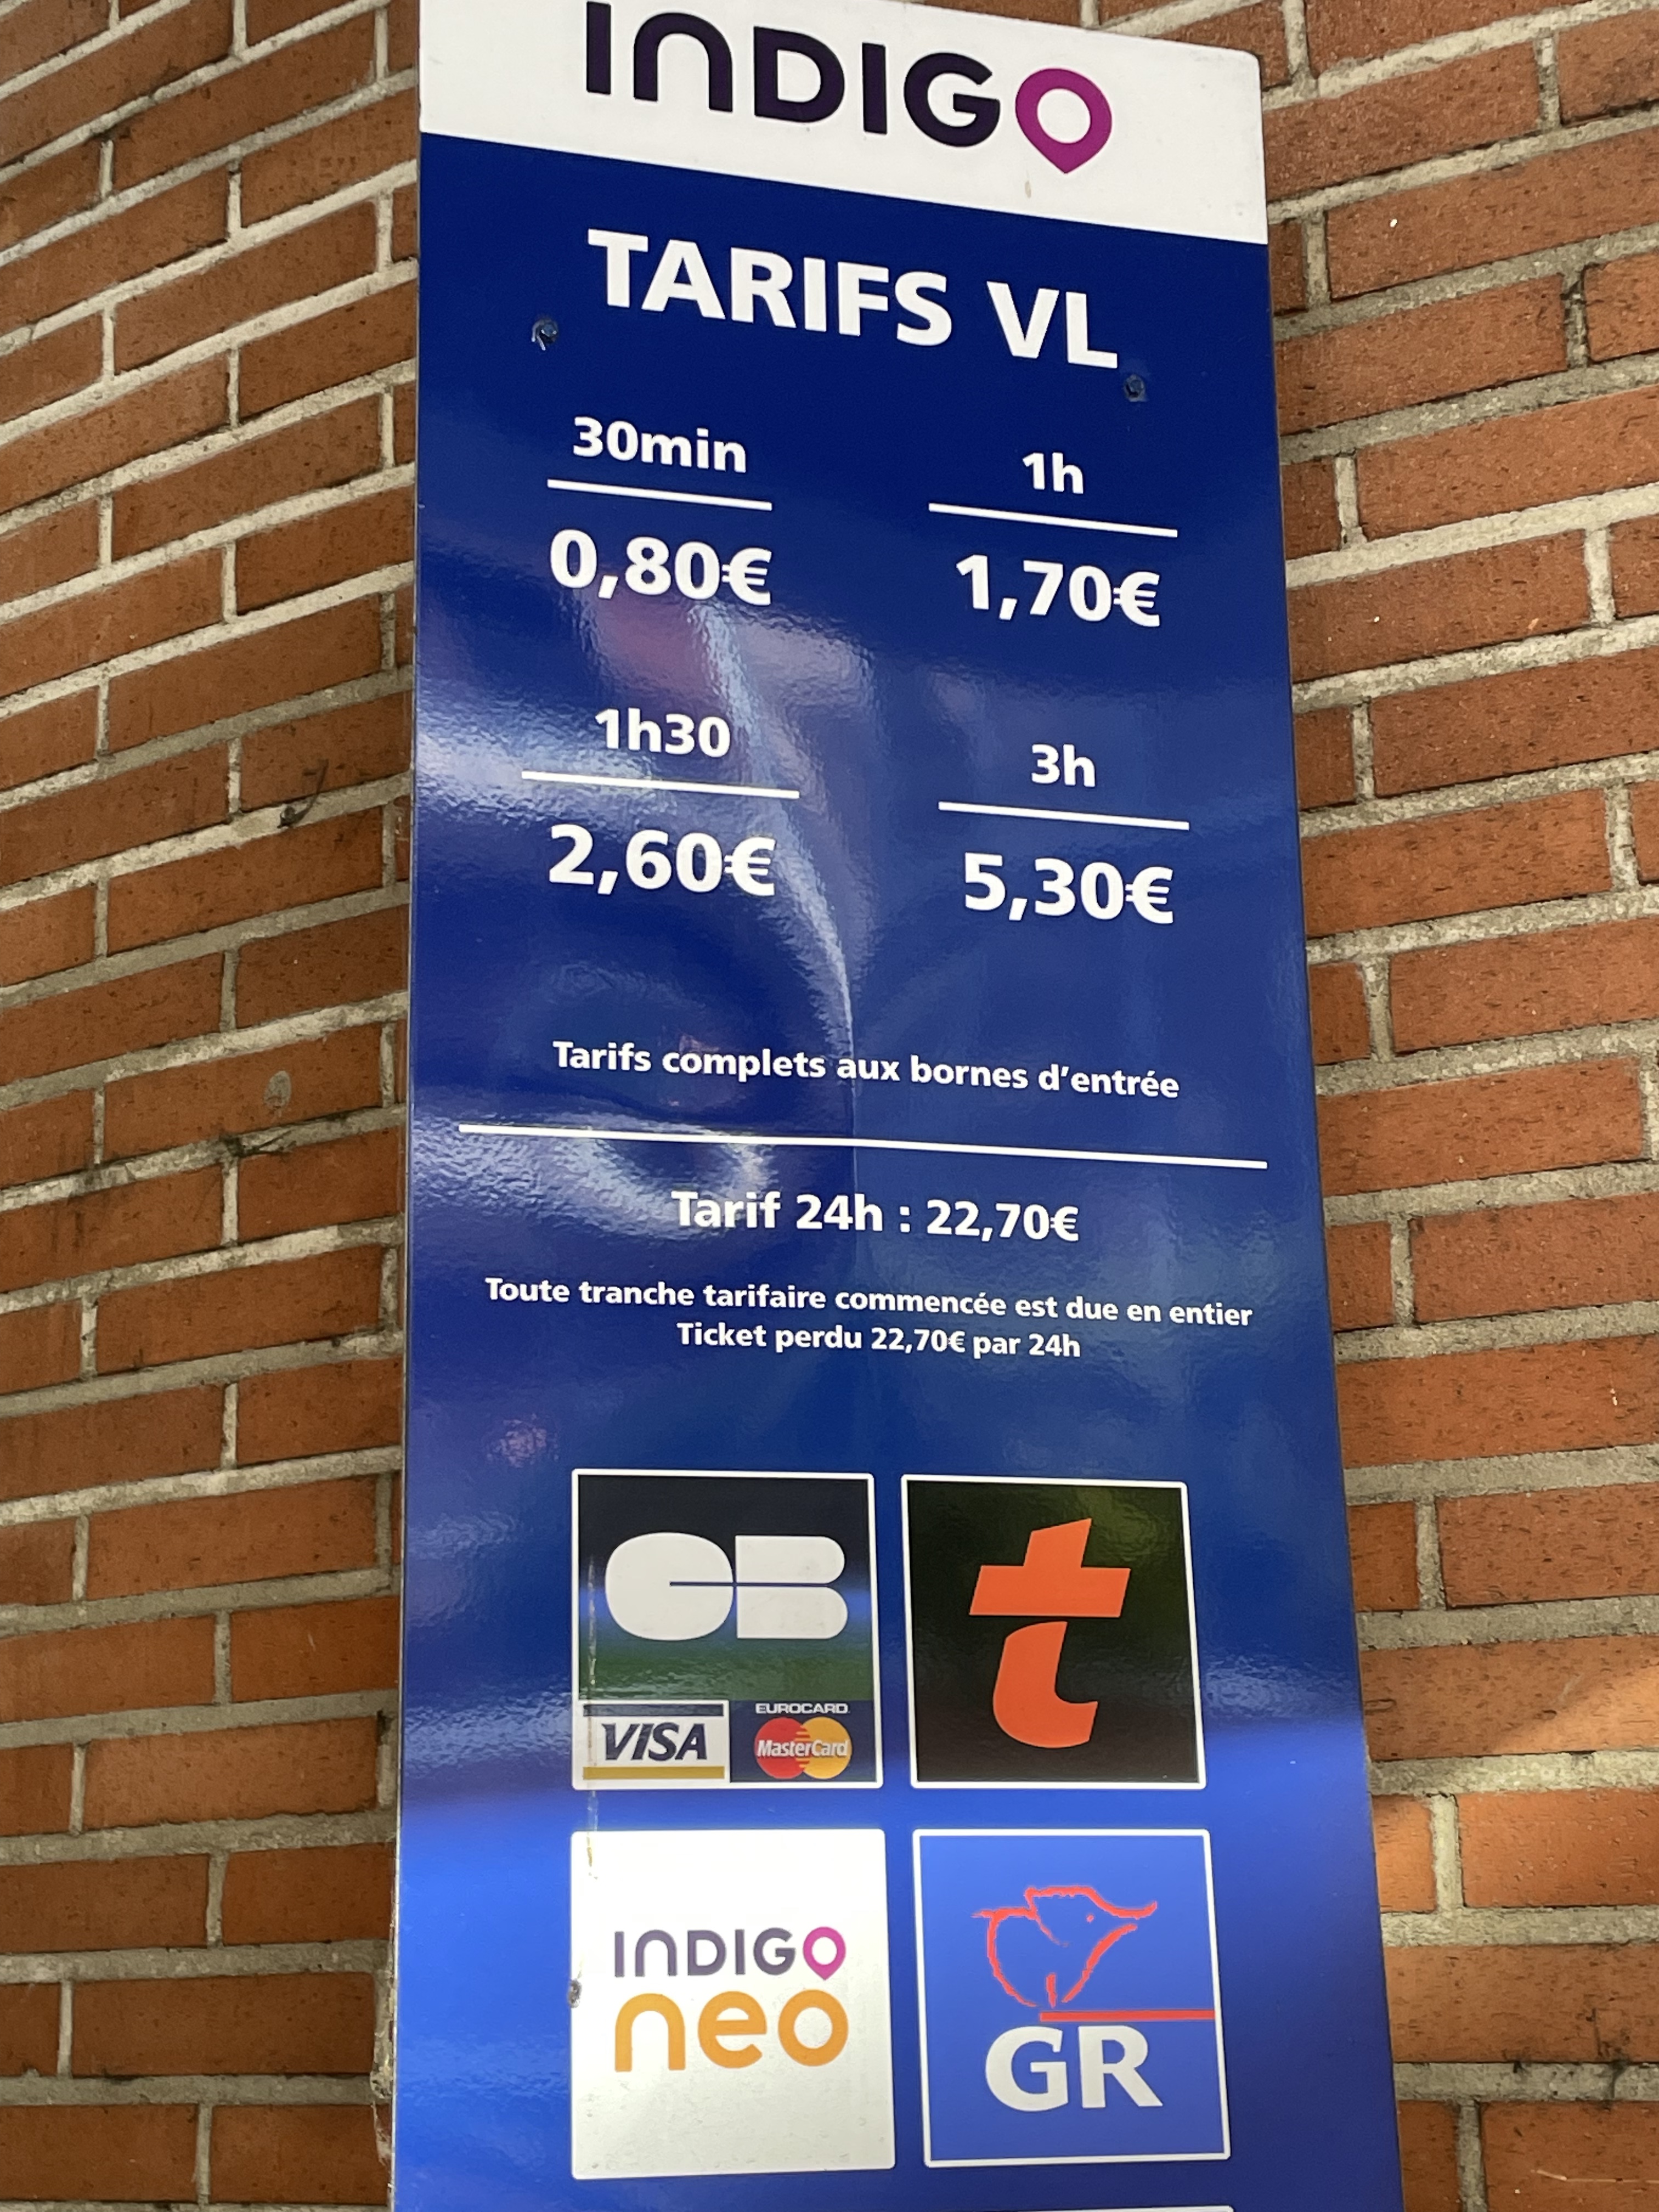 INDIGO
TARIFS VL
30min
0,80€
1h
1,70€
1h30
2,60€
3h
5,30€
Tarifs complets aux bornes d'entrée
Tarif 24h : 22,70€
Toute tranche tarifaire commencée est due en entier
Ticket perdu 22,70€ par 24h
CB
VISA
EUROCARD
MasterCard
t
INDIGO
neo
GR